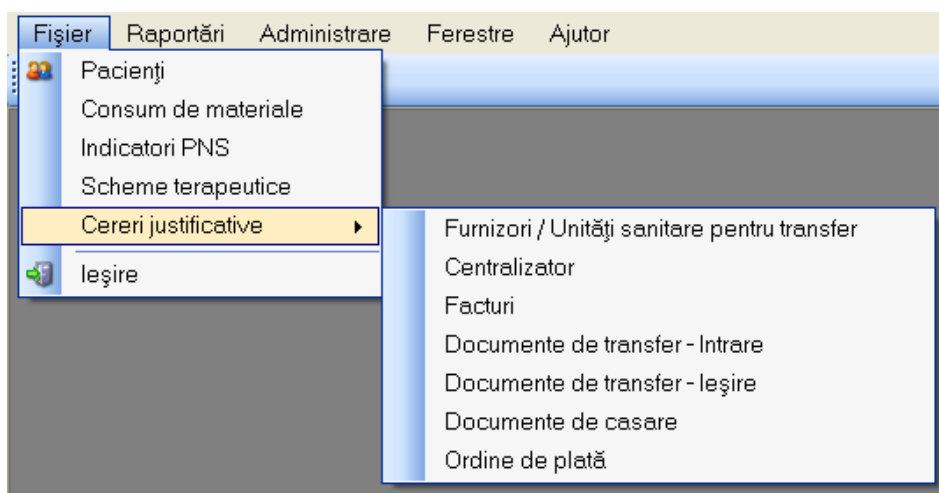 Fişier Raportări Administrare Ferestre Ajutor
Pacienţi
Consum de materiale
Indicatori PNS
Scheme terapeutice
Cereri justificative
Ieşire
Furnizori / Unităţi sanitare pentru transfer
Centralizator
Facturi
Documente de transfer - Intrare
Documente de transfer - Ieşire
Documente de casare
Ordine de plată